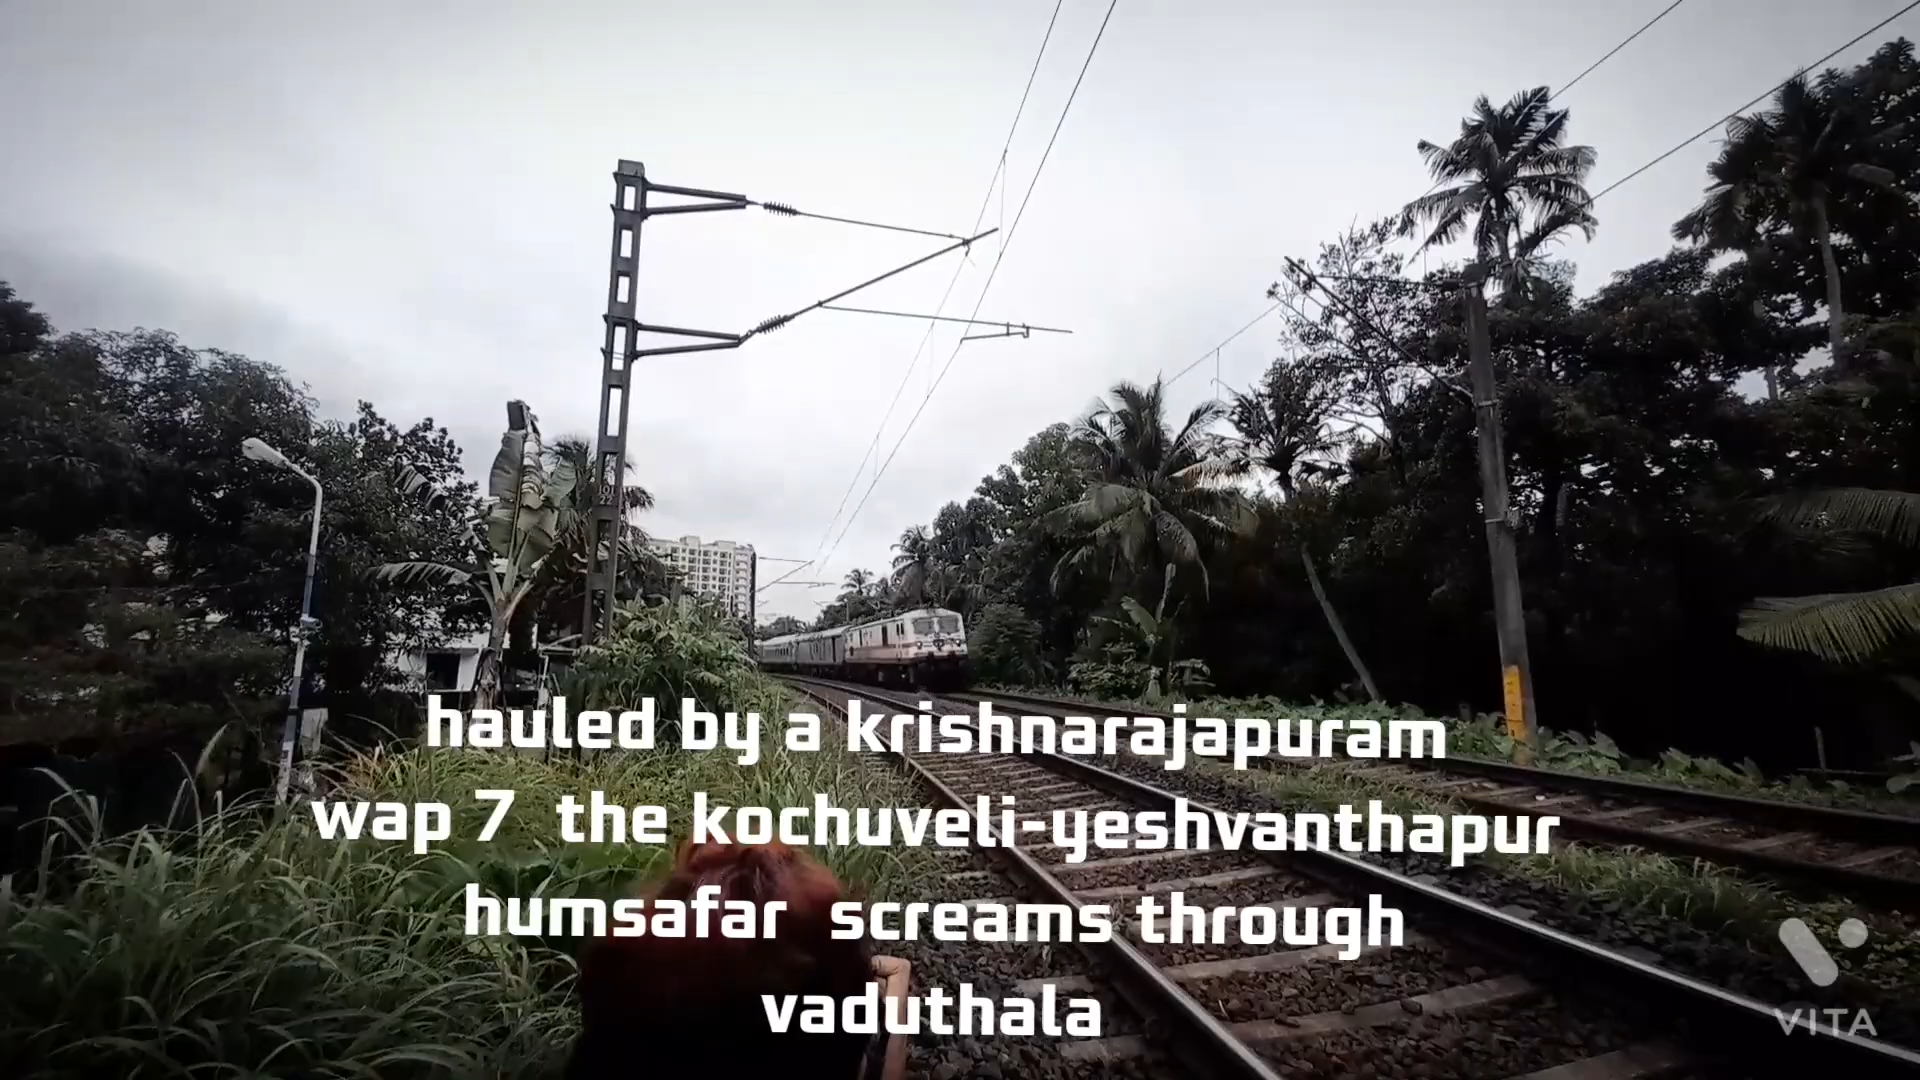 hauled by a krishnarajapuram
wap 7  the kochuveli-yeshvanthapur
humsafar  screams through
vaduthala
VITA